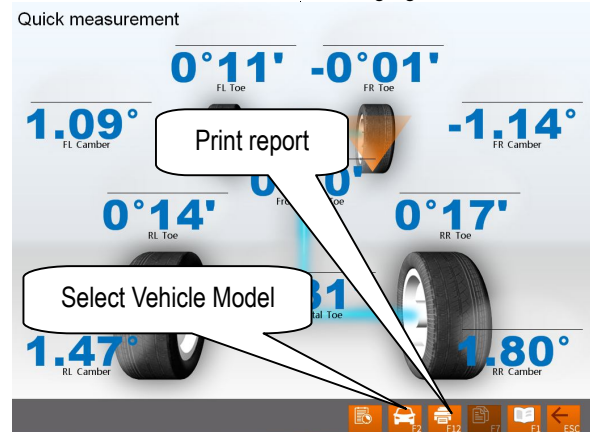 Quick measurement
0°11' -0°01'
FL Toe FR Toe
1.09° -1.14°
FL Camber FR Camber
Print report
0°14' 0°17'
RL Toe RR Toe
Select Vehicle Model
1.47° 1.80°
RL Camber RR Camber
F2 F12 F7 F1 ESC